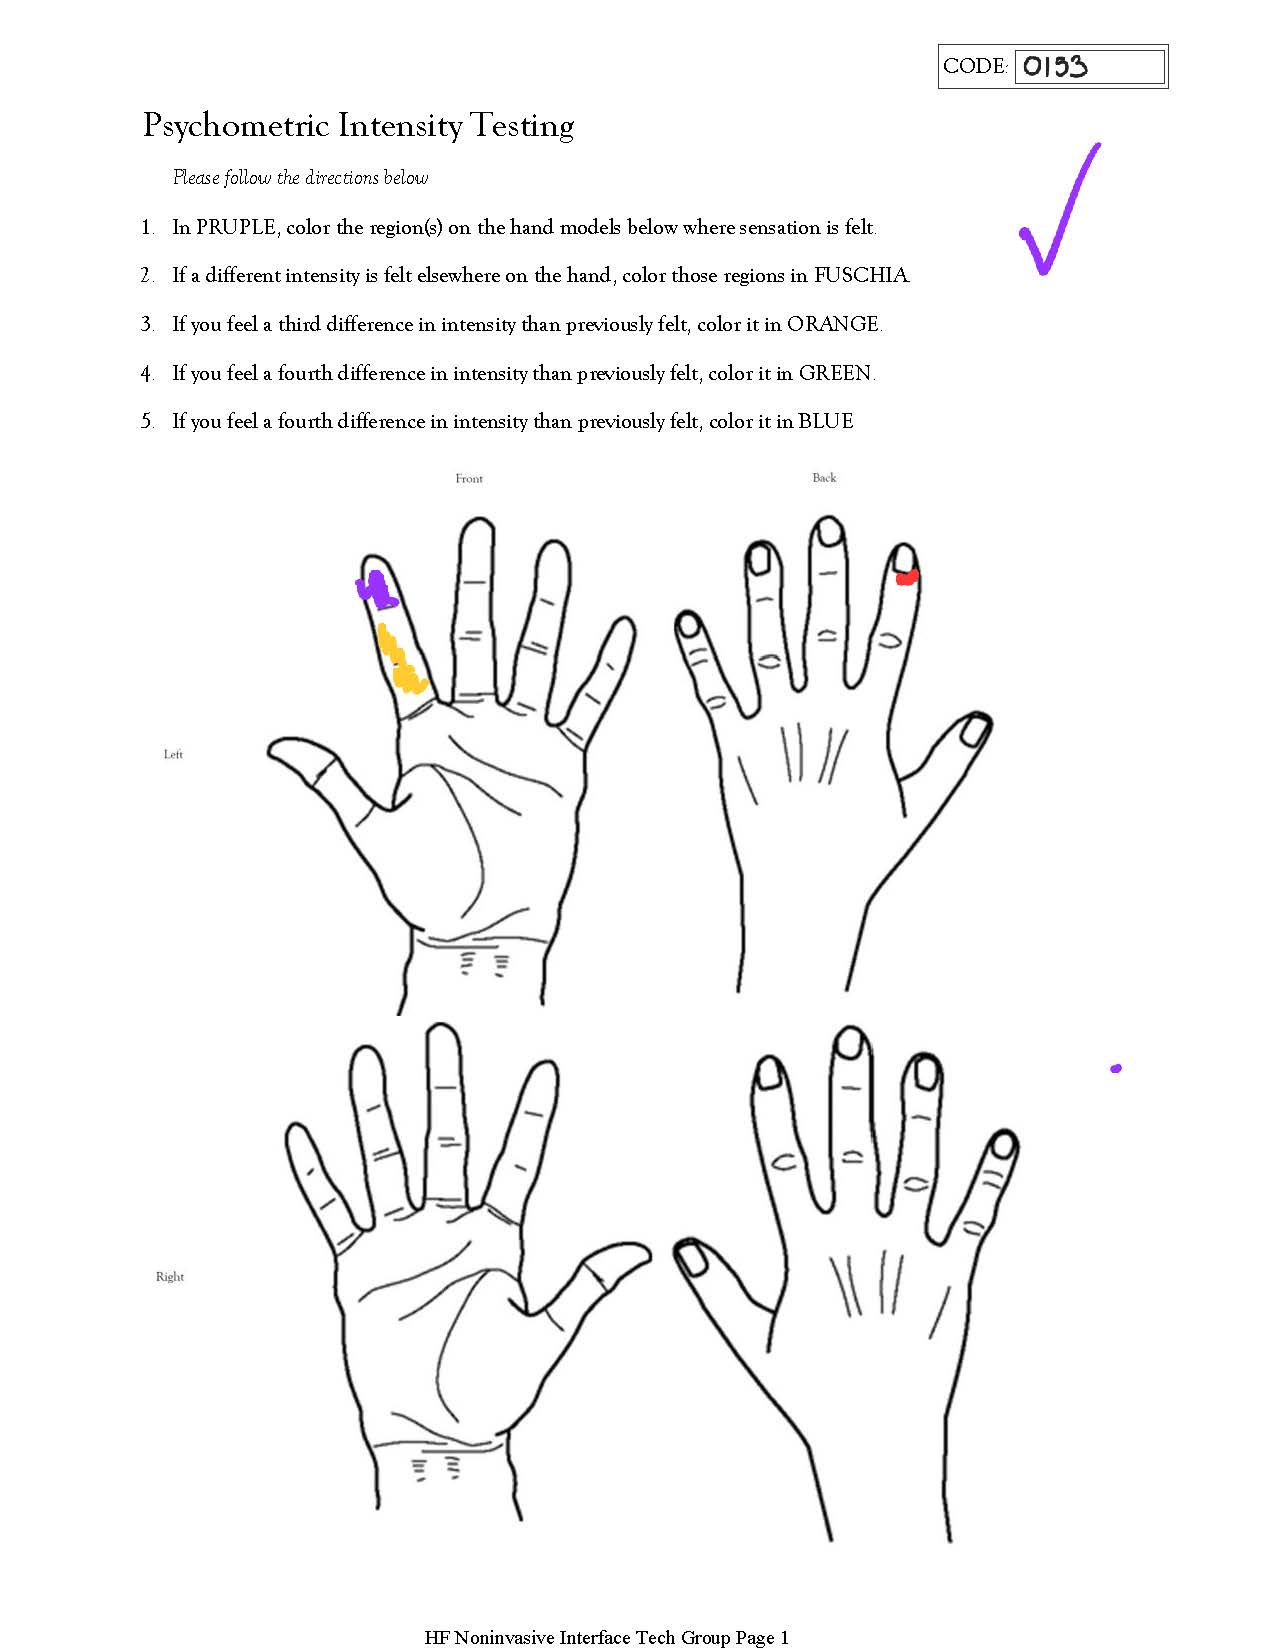 CODE: 0153
Psychometric Intensity Testing
Please follow the directions below
1. In PRUPLE, color the region(s) on the hand models below where sensation is felt.
2. If a different intensity is felt elsewhere on the hand, color those regions in FUSCHIA.
3. If you feel a third difference in intensity than previously felt, color it in ORANGE.
4. If you feel a fourth difference in intensity than previously felt, color it in GREEN.
5. If you feel a fourth difference in intensity than previously felt, color it in BLUE
Front Back
Left
Right
HF Noninvasive Interface Tech Group Page 1